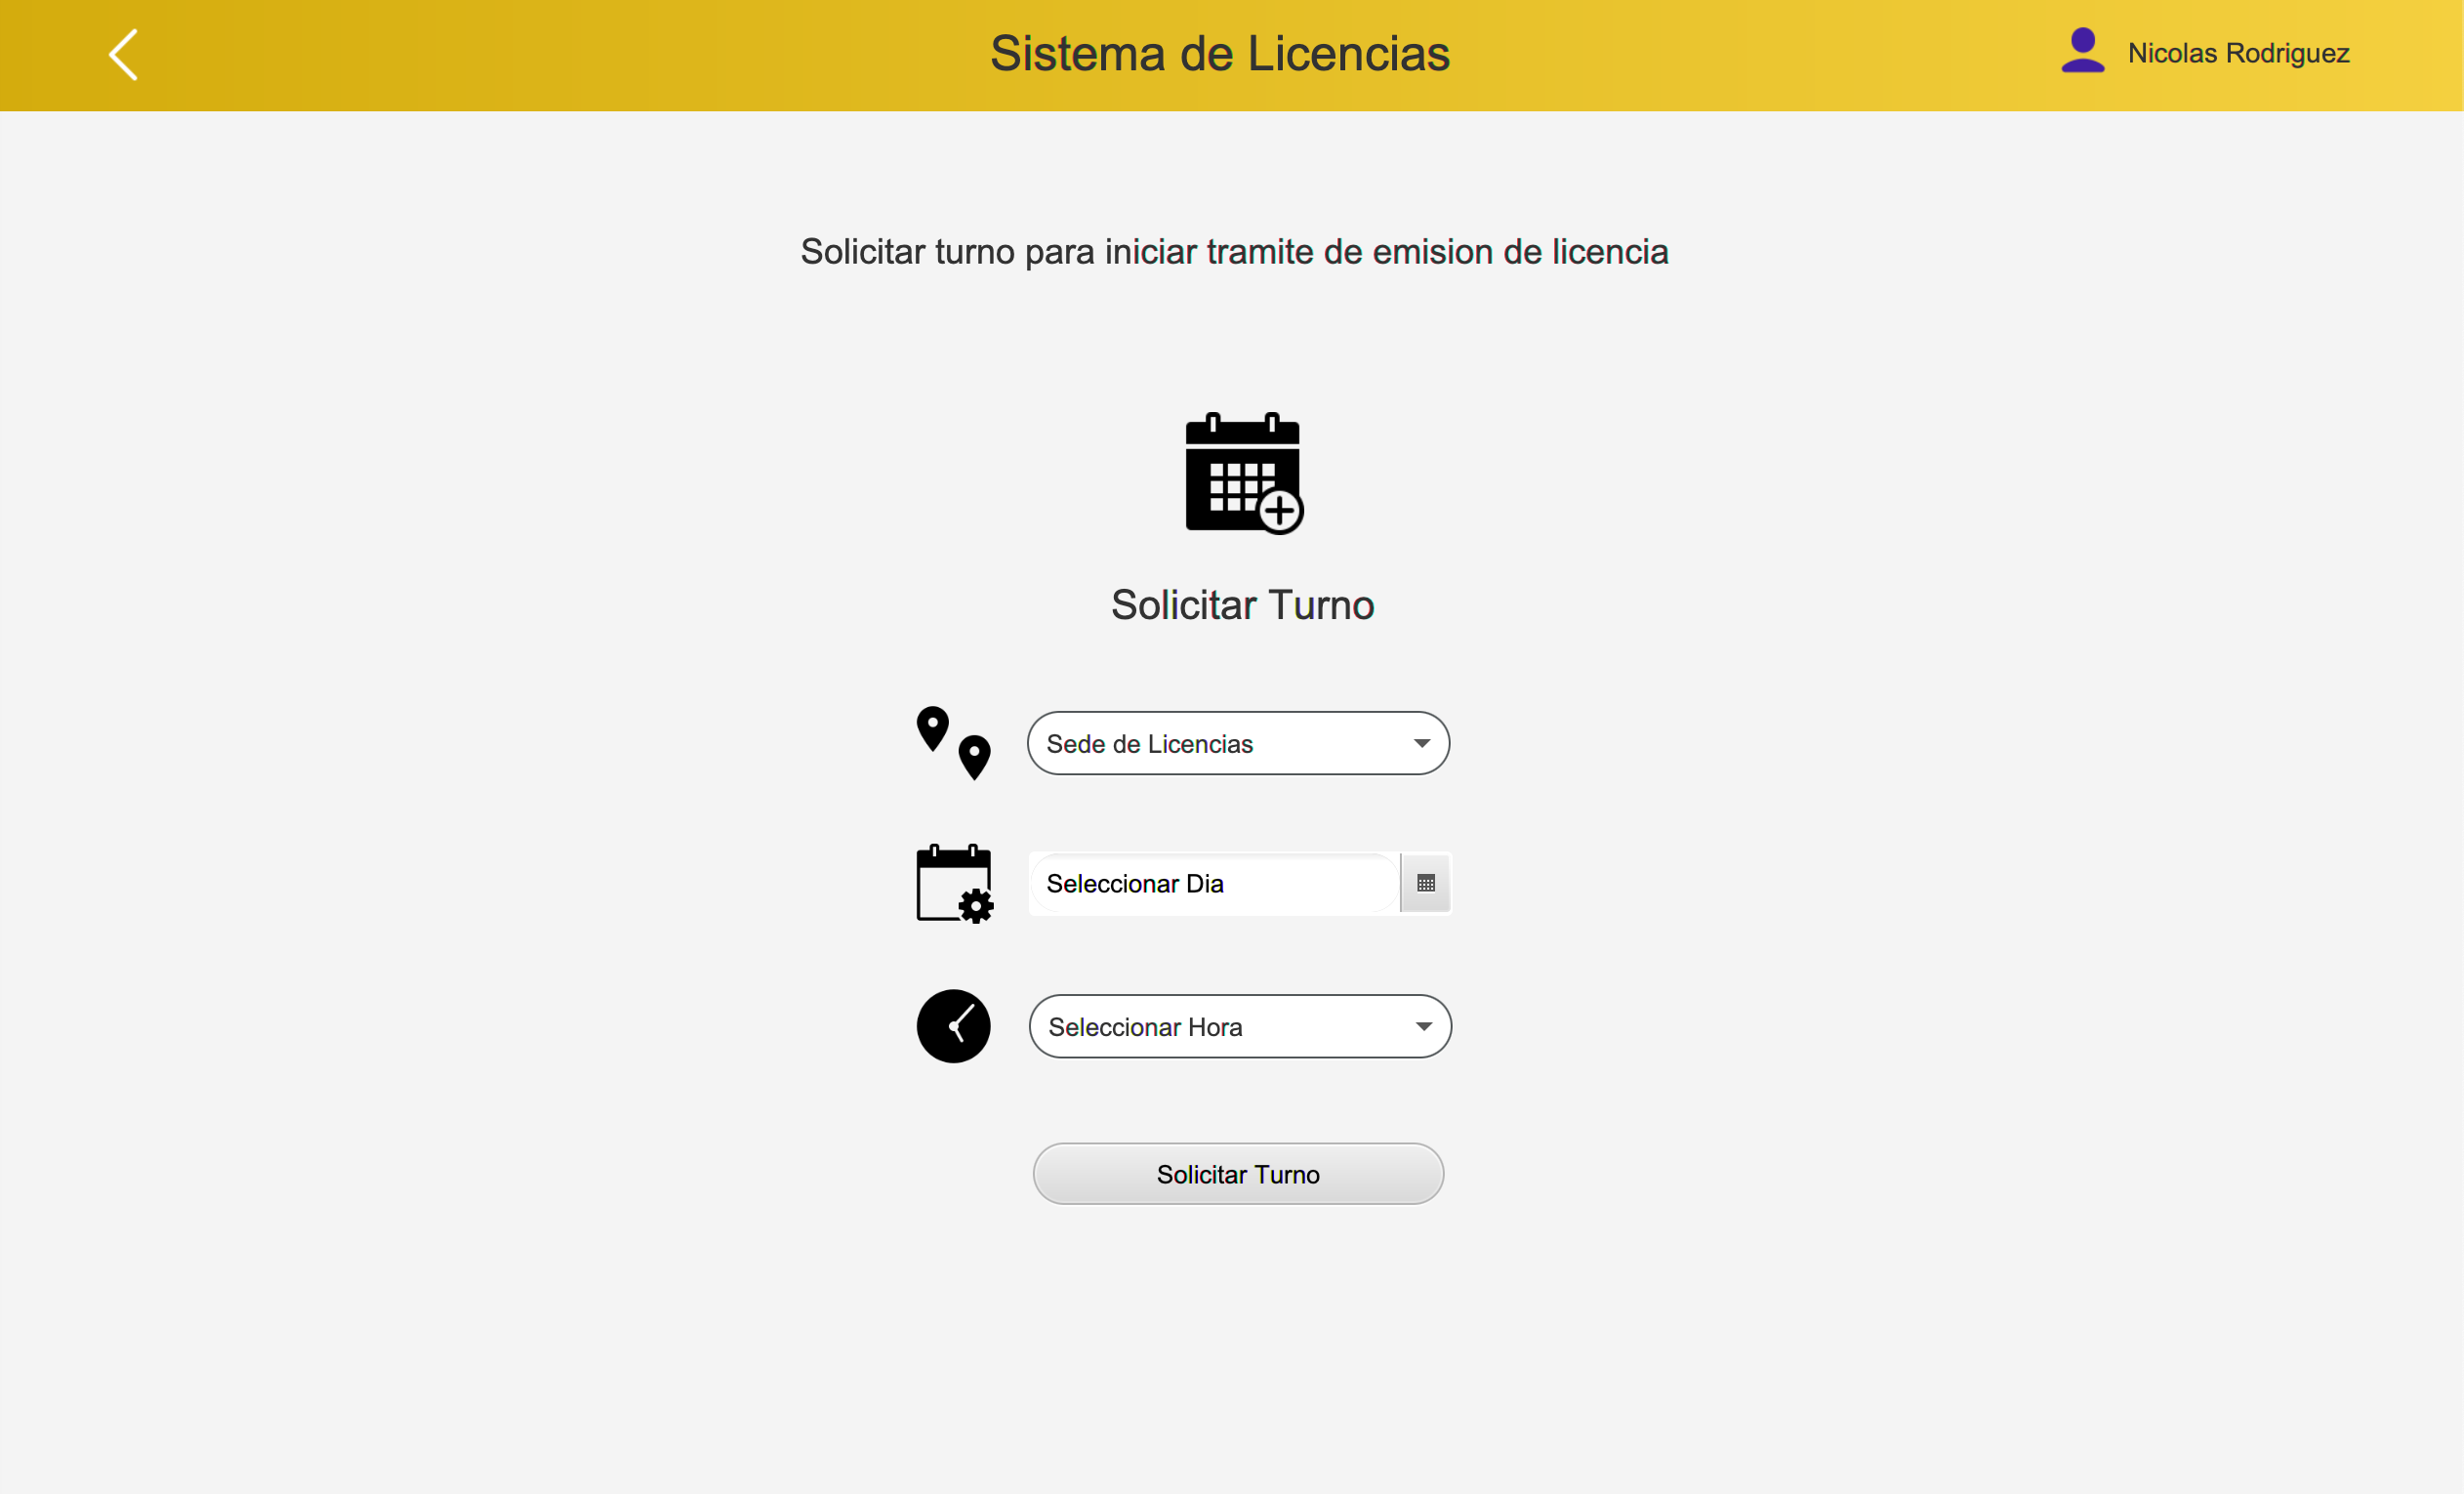 Sistema de Licencias
Nicolas Rodriguez
Solicitar turno para iniciar tramite de emision de licencia
Solicitar Turno
Sede de Licencias
Seleccionar Dia
Seleccionar Hora
Solicitar Turno